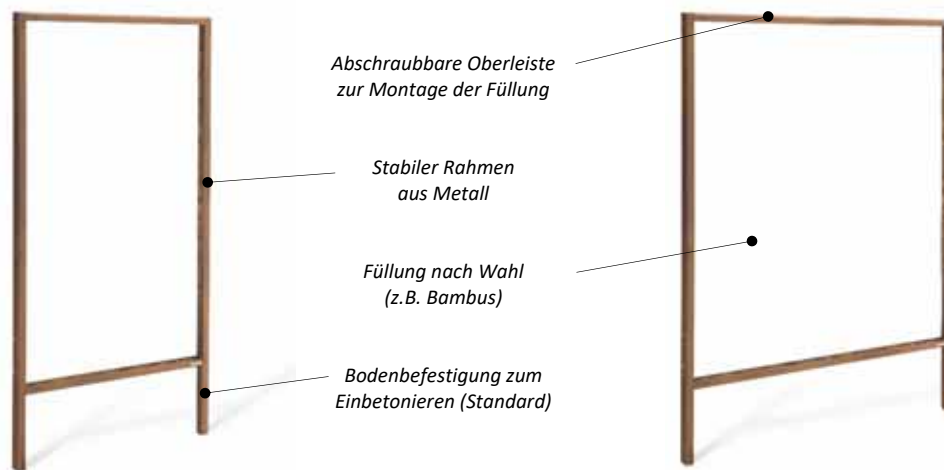 Abschraubbare Oberleiste
zur Montage der Füllung
Stabiler Rahmen
aus Metall
Füllung nach Wahl
(z.B. Bambus)
Bodenbefestigung zum
Einbetonieren (Standard)